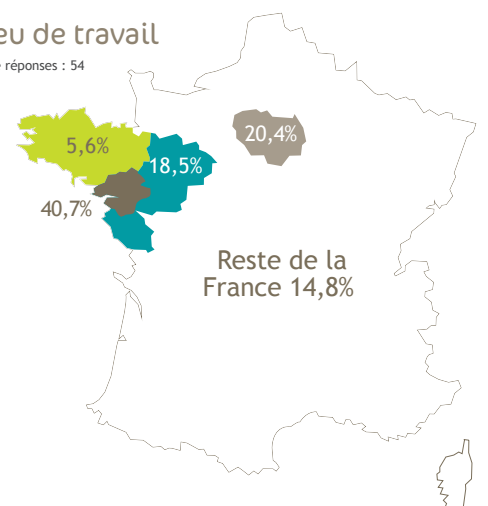 eu de travail
réponses : 54
5,6%
20,4%
18,5%
40,7%
Reste de la
France 14,8%